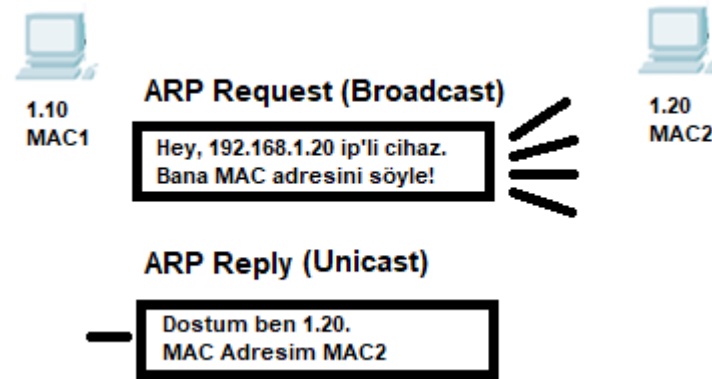 1.10
MAC1
ARP Request (Broadcast)
Hey, 192.168.1.20 ip'li cihaz.
Bana MAC adresini söyle!
1.20
MAC2
ARP Reply (Unicast)
Dostum ben 1.20.
MAC Adresim MAC2